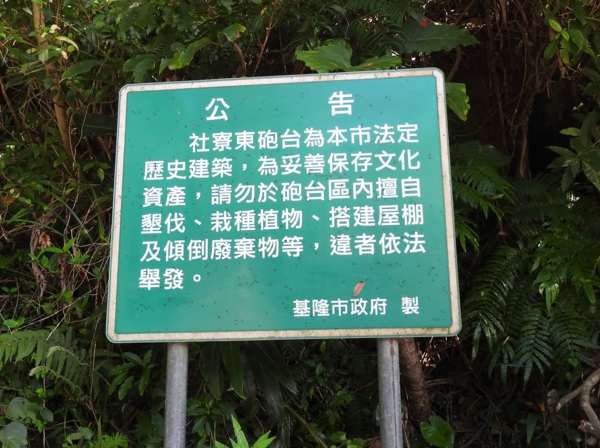 公告
社寮東砲台為本市法定
歷史建築，為妥善保存文化
資產，請勿於砲台區內擅自
墾伐、栽種植物、搭建屋棚
及傾倒廢棄物等，違者依法
舉發。
基隆市政府 製